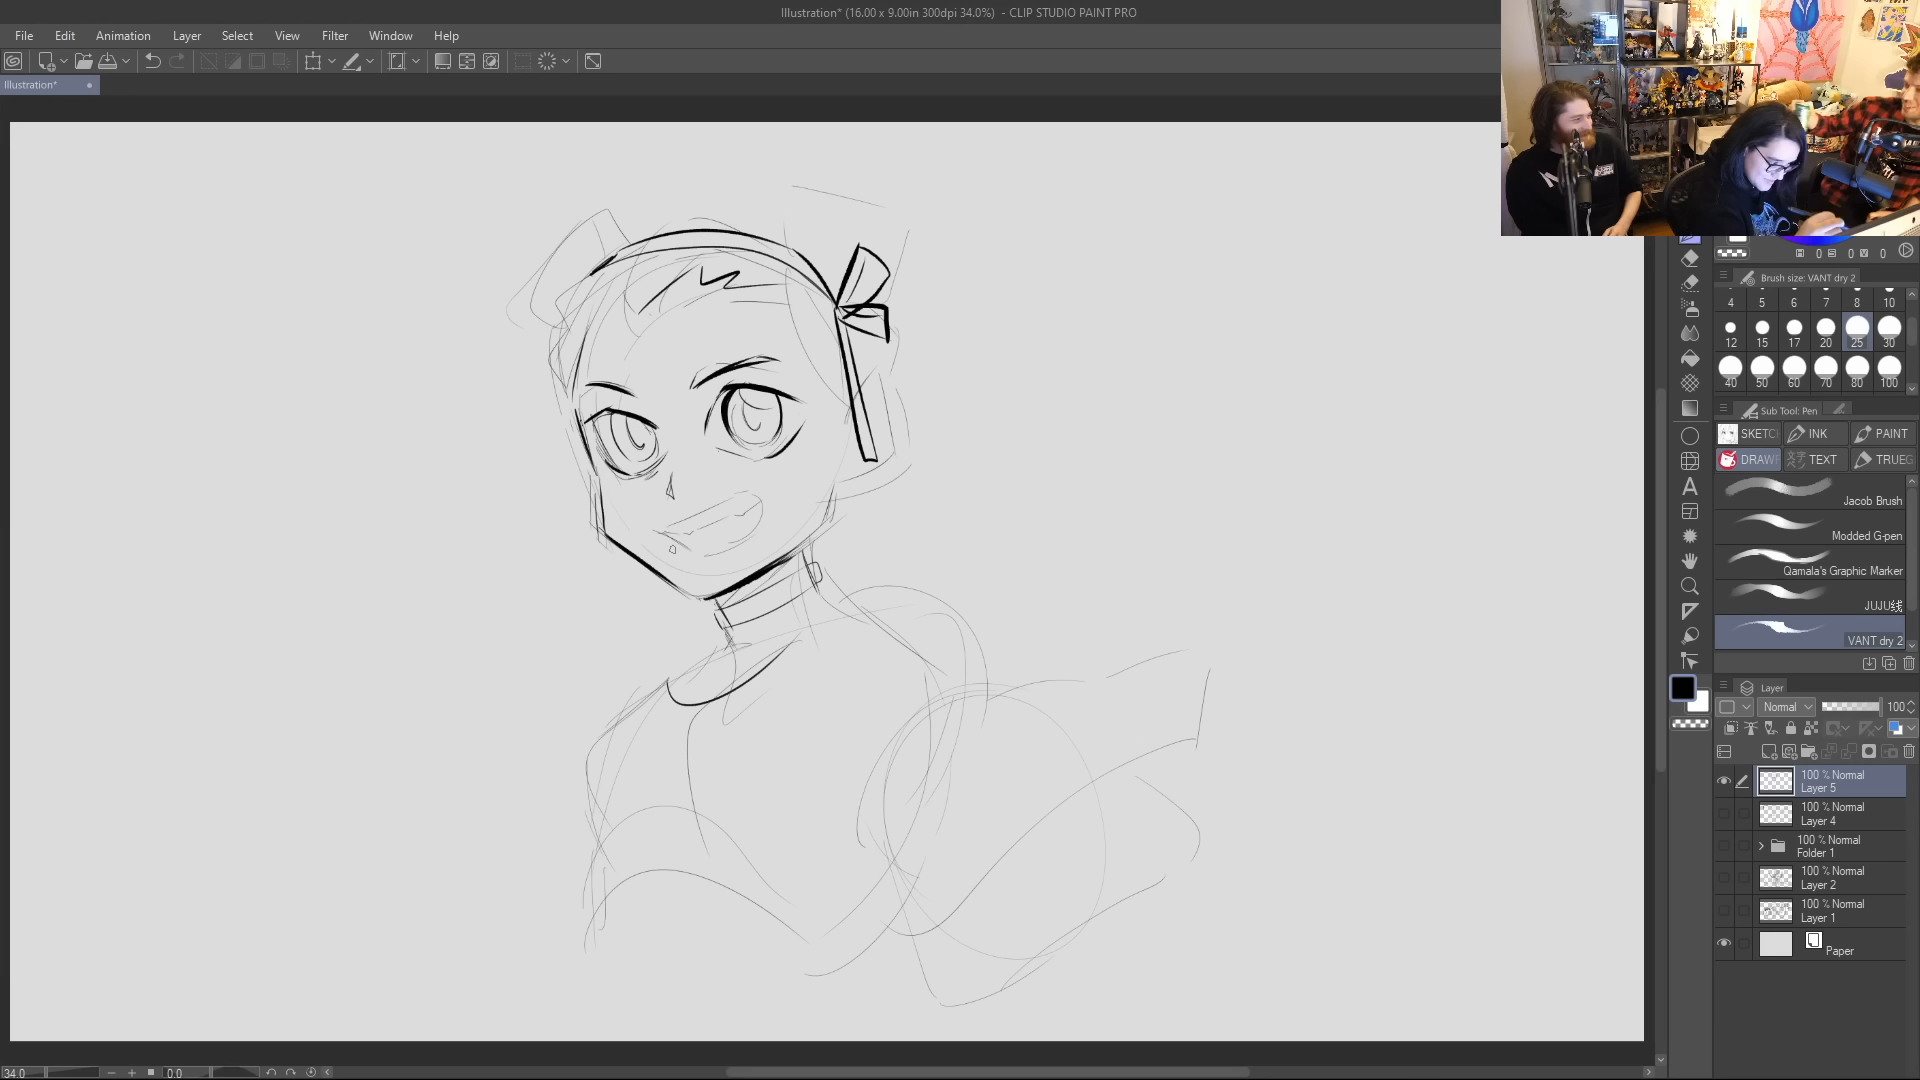 Illustration* (16.00 x 9.00in 300dpi 34.0%) - CLIP STUDIO PAINT PRO
File Edit Animation Layer Select View Filter Window Help
Illustration*
0 0 0
Brush size: VANT dry 2
4 5 6 7 8 10
12 15 17 20 25 30
40 50 60 70 80 100
Sub Tool: Pen
SKETC INK PAINT
DRAW TEXT TRUEG
Jacob Brush
Modded G-pen
Qamala's Graphic Marker
JUJU线
VANT dry 2
Layer
Normal 100
100 % Normal
Layer 5
100 % Normal
Layer 4
100 % Normal
Folder 1
100 % Normal
Layer 2
100 % Normal
Layer 1
Paper
34.0 0.0